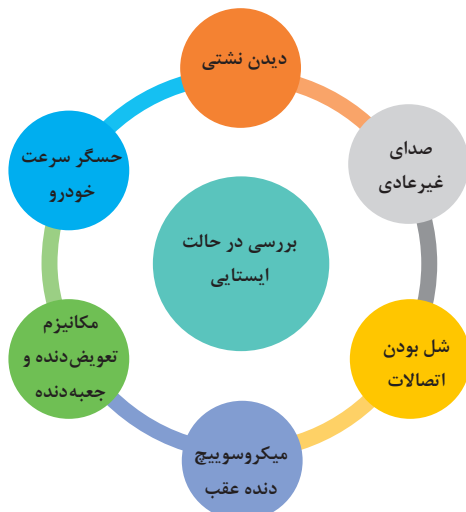 دیدن نشتی
صدای
غیرعادی
شل بودن
اتصالات
میکروسوییچ
دنده عقب
مکانیزم
تعویض‌دنده و
جعبه‌دنده
حسگر سرعت
خودرو
بررسی در حالت
ایستایی